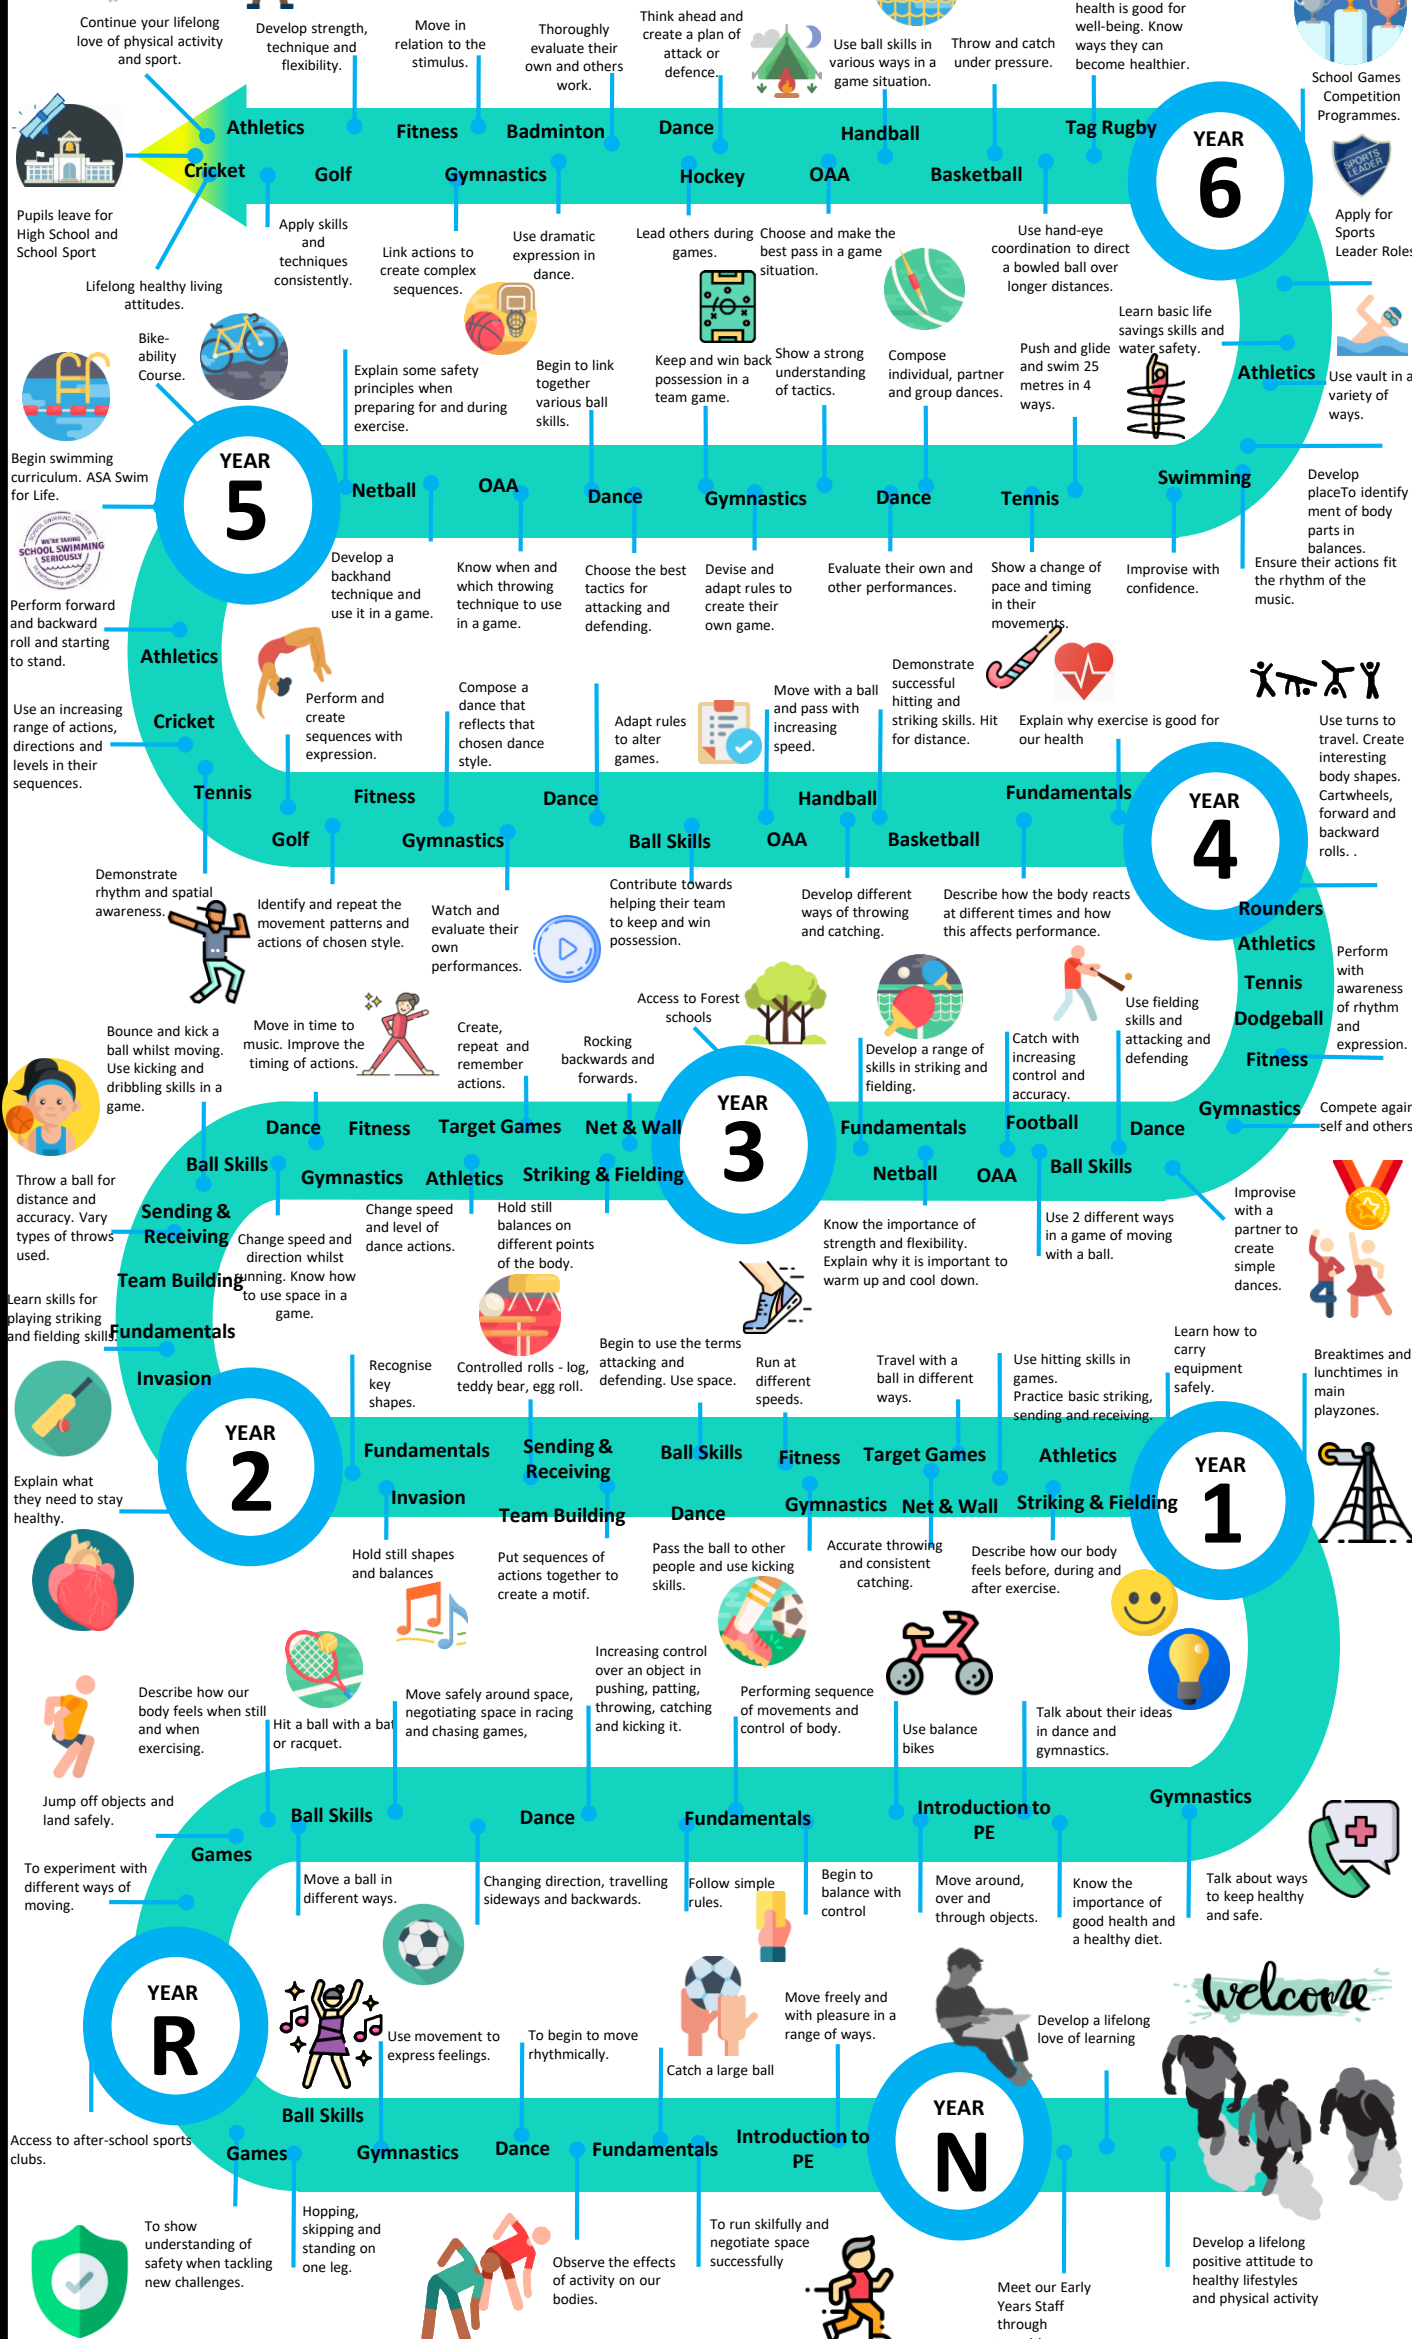 Continue your lifelong
love of physical activity
and sport.
Develop strength,
technique and
flexibility.
Move in
relation to the
stimulus.
Thoroughly
evaluate their
own and others
work.
Think ahead and
create a plan of
attack or
defence.
Use ball skills in
various ways in a
game situation.
Throw and catch
under pressure.
health is good for
well-being. Know
ways they can
become healthier.
School Games
Competition
Programmes.
Athletics
Fitness
Badminton
Dance
Handball
Tag Rugby
YEAR
6
Cricket
Golf
Gymnastics
Hockey
OAA
Basketball
SPORTS
LEADER
Pupils leave for
High School and
School Sport
Apply skills
and
techniques
consistently.
Link actions to
create complex
sequences.
Use dramatic
expression in
dance.
Lead others during
games.
Choose and make the
best pass in a game
situation.
Use hand-eye
coordination to direct
a bowled ball over
longer distances.
Apply for
Sports
Leader Roles
Lifelong healthy living
attitudes.
Bike-
ability
Course.
Explain some safety
principles when
preparing for and during
exercise.
Begin to link
together
various ball
skills.
Keep and win back
possession in a
team game.
Show a strong
understanding
of tactics.
Compose
individual, partner
and group dances.
Push and glide
and swim 25
metres in 4
ways.
Learn basic life
savings skills and
water safety.
Athletics
Use vault in a
variety of
ways.
Begin swimming
curriculum. ASA Swim
for Life.
YEAR
5
Netball
OAA
Dance
Gymnastics
Dance
Tennis
Swimming
Develop
placeTo identify
ment of body
parts in
balances.
SCHOOL SWIMMING CHARTER
WE'RE TAKING
SCHOOL SWIMMING
SERIOUSLY
in partnership with the ASA
Develop a
backhand
technique and
use it in a game.
Know when and
which throwing
technique to use
in a game.
Choose the best
tactics for
attacking and
defending.
Devise and
adapt rules to
create their
own game.
Evaluate their own and
other performances.
Show a change of
pace and timing
in their
movements.
Improvise with
confidence.
Ensure their actions fit
the rhythm of the
music.
Perform forward
and backward
roll and starting
to stand.
Athletics
Use an increasing
range of actions,
directions and
levels in their
sequences.
Cricket
Perform and
create
sequences with
expression.
Compose a
dance that
reflects that
chosen dance
style.
Adapt rules
to alter
games.
Move with a ball
and pass with
increasing
speed.
Demonstrate
successful
hitting and
striking skills. Hit
for distance.
Explain why exercise is good for
our health
Use turns to
travel. Create
interesting
body shapes.
Cartwheels,
forward and
backward
rolls. .
Tennis
Fitness
Dance
Handball
Fundamentals
YEAR
4
Golf
Gymnastics
Ball Skills
OAA
Basketball
Demonstrate
rhythm and spatial
awareness.
Identify and repeat the
movement patterns and
actions of chosen style.
Watch and
evaluate their
own
performances.
Contribute towards
helping their team
to keep and win
possession.
Develop different
ways of throwing
and catching.
Describe how the body reacts
at different times and how
this affects performance.
Rounders
Athletics
Tennis
Dodgeball
Fitness
Gymnastics
Perform
with
awareness
of rhythm
and
expression.
Bounce and kick a
ball whilst moving.
Use kicking and
dribbling skills in a
game.
Move in time to
music. Improve the
timing of actions.
Create,
repeat and
remember
actions.
Rocking
backwards and
forwards.
Access to Forest
schools
Develop a range of
skills in striking and
fielding.
Catch with
increasing
control and
accuracy.
Use fielding
skills and
attacking and
defending
Compete again
self and others
Dance
Fitness
Target Games
Net & Wall
YEAR
3
Fundamentals
Football
Dance
Ball Skills
Gymnastics
Athletics
Striking & Fielding
Netball
OAA
Ball Skills
Throw a ball for
distance and
accuracy. Vary
types of throws
used.
Sending &
Receiving
Team Building
Fundamentals
Invasion
Change speed and
direction whilst
running. Know how
to use space in a
game.
Change speed
and level of
dance actions.
Hold still
balances on
different points
of the body.
Know the importance of
strength and flexibility.
Explain why it is important to
warm up and cool down.
Use 2 different ways
in a game of moving
with a ball.
Improvise
with a
partner to
create
simple
dances.
Learn skills for
playing striking
and fielding skills.
Recognise
key
shapes.
Controlled rolls - log,
teddy bear, egg roll.
Begin to use the terms
attacking and
defending. Use space.
Run at
different
speeds.
Travel with a
ball in different
ways.
Use hitting skills in
games.
Practice basic striking,
sending and receiving.
Learn how to
carry
equipment
safely.
Breaktimes and
lunchtimes in
main
playzones.
YEAR
2
Fundamentals
Sending &
Receiving
Ball Skills
Fitness
Target Games
Athletics
YEAR
1
Invasion
Team Building
Dance
Gymnastics
Net & Wall
Striking & Fielding
Explain what
they need to stay
healthy.
Hold still shapes
and balances
Put sequences of
actions together to
create a motif.
Pass the ball to other
people and use kicking
skills.
Accurate throwing
and consistent
catching.
Describe how our body
feels before, during and
after exercise.
Describe how our
body feels when still
and when
exercising.
Hit a ball with a bat
or racquet.
Move safely around space,
negotiating space in racing
and chasing games,
Increasing control
over an object in
pushing, patting,
throwing, catching
and kicking it.
Performing sequence
of movements and
control of body.
Use balance
bikes
Talk about their ideas
in dance and
gymnastics.
Jump off objects and
land safely.
Games
Ball Skills
Dance
Fundamentals
Introduction to
PE
Gymnastics
To experiment with
different ways of
moving.
Move a ball in
different ways.
Changing direction, travelling
sideways and backwards.
Follow simple
rules.
Begin to
balance with
control
Move around,
over and
through objects.
Know the
importance of
good health and
a healthy diet.
Talk about ways
to keep healthy
and safe.
YEAR
R
Use movement to
express feelings.
To begin to move
rhythmically.
Catch a large ball
Move freely and
with pleasure in a
range of ways.
Develop a lifelong
love of learning
welcome
Access to after-school sports
clubs.
Ball Skills
Games
Gymnastics
Dance
Fundamentals
Introduction to
PE
YEAR
N
To show
understanding of
safety when tackling
new challenges.
Hopping,
skipping and
standing on
one leg.
Observe the effects
of activity on our
bodies.
To run skilfully and
negotiate space
successfully
Meet our Early
Years Staff
through
Develop a lifelong
positive attitude to
healthy lifestyles
and physical activity